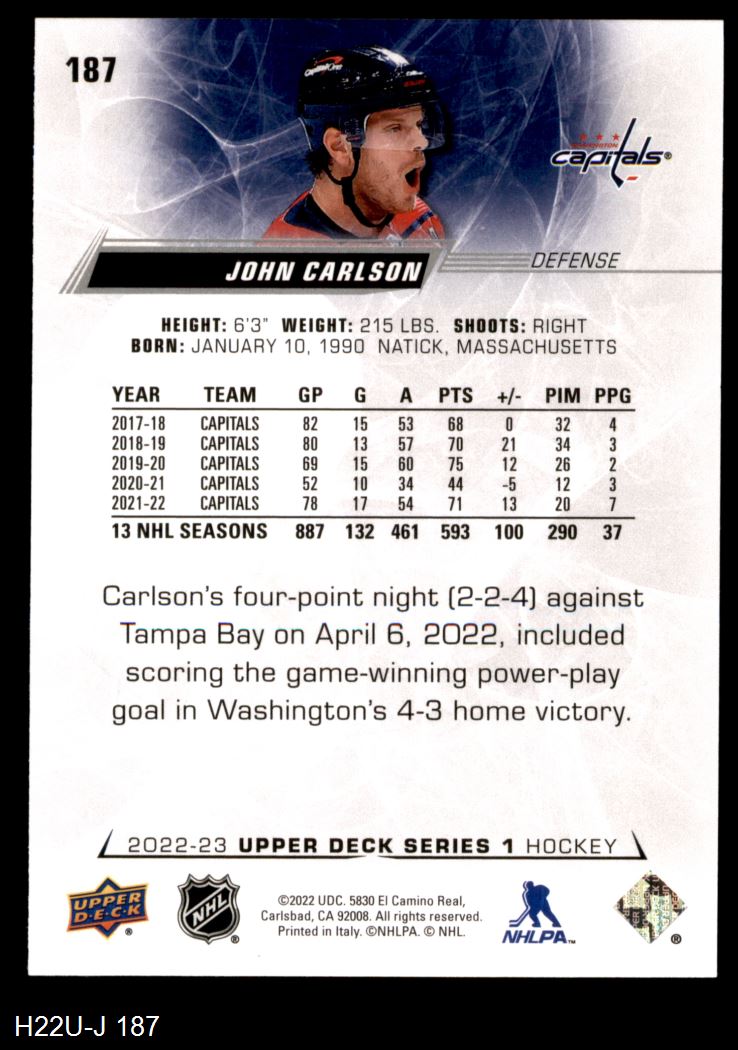 187
CapitalOne
WASHINGTON
capitals®
JOHN CARLSON
DEFENSE
HEIGHT: 6'3" WEIGHT: 215 LBS. SHOOTS: RIGHT
BORN: JANUARY 10, 1990 NATICK, MASSACHUSETTS
YEAR TEAM GP G A PTS +/- PIM PPG
2017-18 CAPITALS 82 15 53 68 0 32 4
2018-19 CAPITALS 80 13 57 70 21 34 3
2019-20 CAPITALS 69 15 60 75 12 26 2
2020-21 CAPITALS 52 10 34 44 -5 12 3
2021-22 CAPITALS 78 17 54 71 13 20 7
13 NHL SEASONS 887 132 461 593 100 290 37
Carlson's four-point night (2-2-4) against
Tampa Bay on April 6, 2022, included
scoring the game-winning power-play
goal in Washington's 4-3 home victory.
2022-23 UPPER DECK SERIES 1 HOCKEY
UPPER
D•E•C•K
®
NHL
®
©2022 UDC. 5830 El Camino Real,
Carlsbad, CA 92008. All rights reserved.
Printed in Italy. ©NHLPA. © NHL.
NHLPA™
®
H22U-J 187